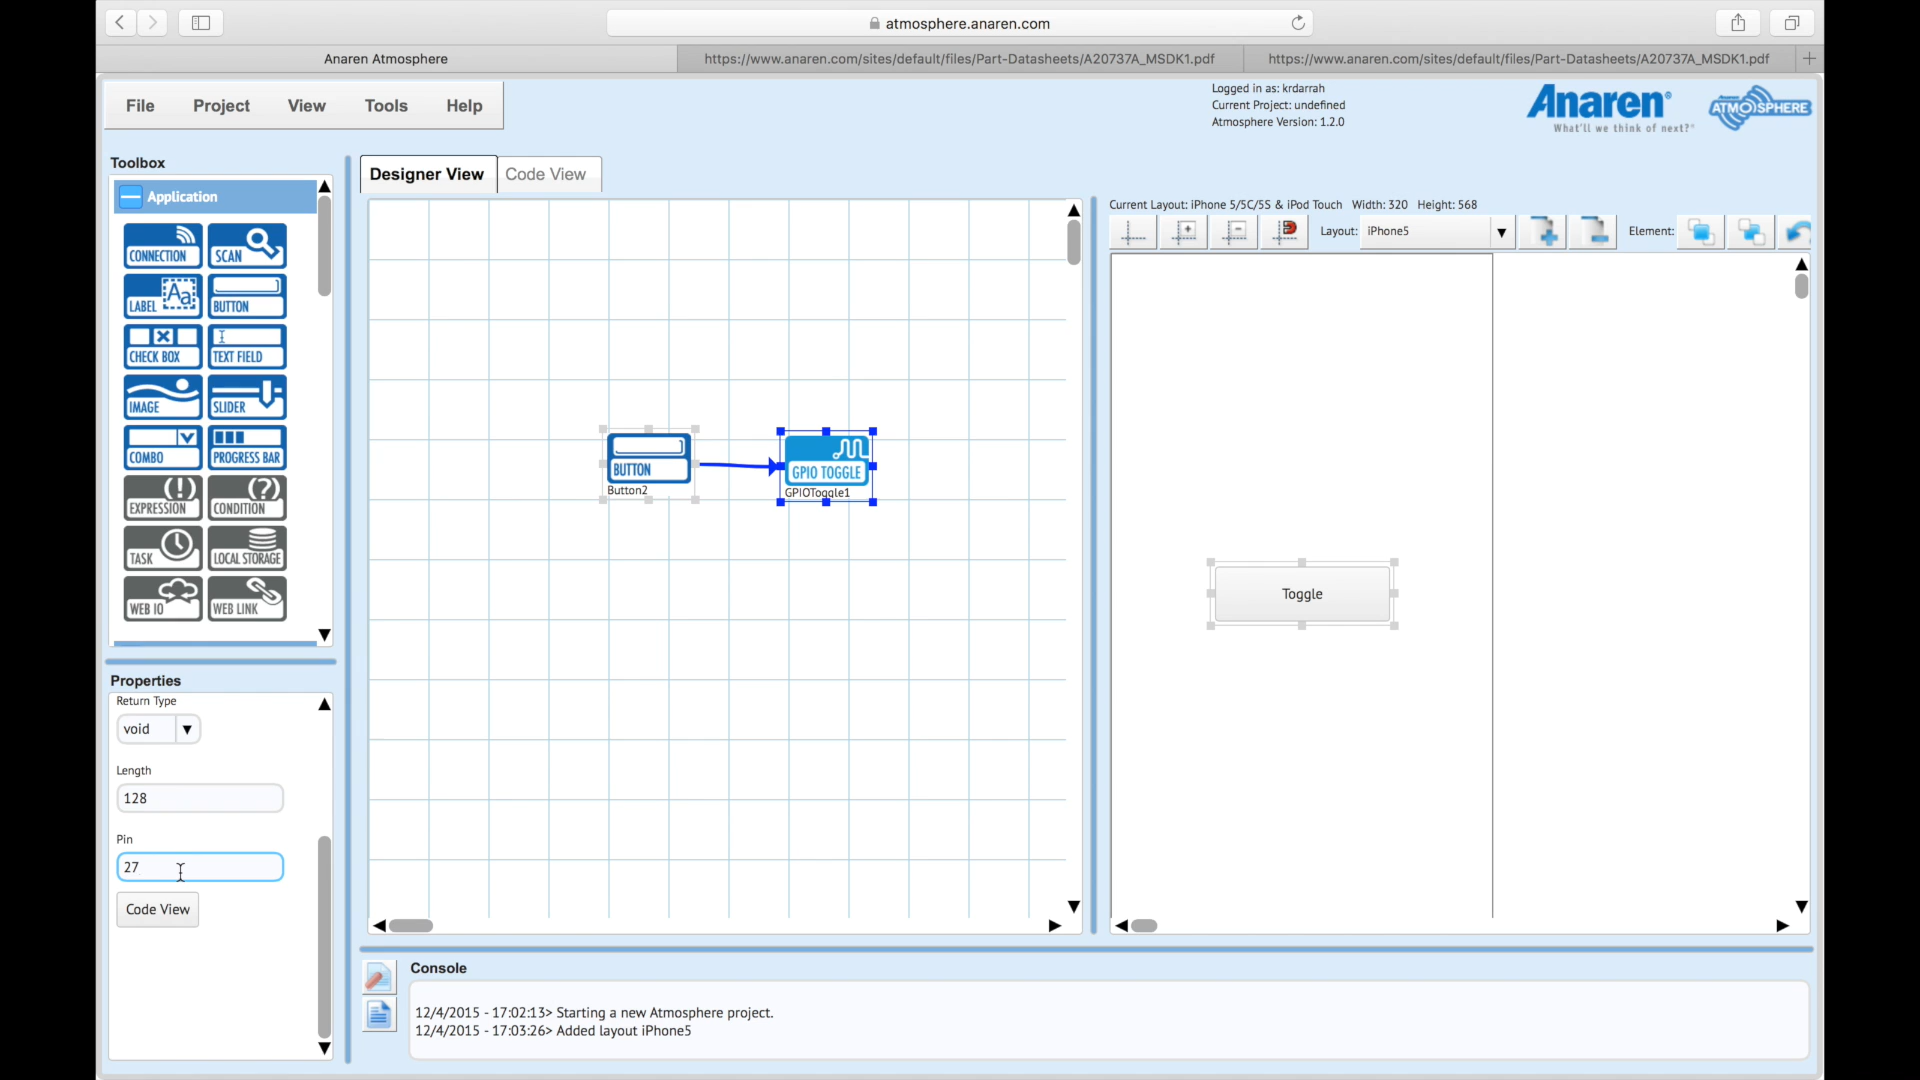 atmosphere.anaren.com
Anaren Atmosphere
https://www.anaren.com/sites/default/files/Part-Datasheets/A20737A_MSDK1.pdf
https://www.anaren.com/sites/default/files/Part-Datasheets/A20737A_MSDK1.pdf
File Project View Tools Help
Logged in as: krdarrah
Current Project: undefined
Atmosphere Version: 1.2.0
Anaren®
What'll we think of next?®
Anaren
ATMOSPHERE
Toolbox
Application
CONNECTION SCAN
LABEL Aa BUTTON
CHECK BOX TEXT FIELD
IMAGE SLIDER
COMBO PROGRESS BAR
EXPRESSION CONDITION
TASK LOCAL STORAGE
WEB IO WEB LINK
Properties
Return Type
void
Length
128
Pin
27
Code View
Designer View Code View
BUTTON
Button2
GPIO TOGGLE
GPIOToggle1
Current Layout: iPhone 5/5C/5S & iPod Touch Width: 320 Height: 568
Layout: iPhone5 Element:
Toggle
Console
12/4/2015 - 17:02:13> Starting a new Atmosphere project.
12/4/2015 - 17:03:26> Added layout iPhone5